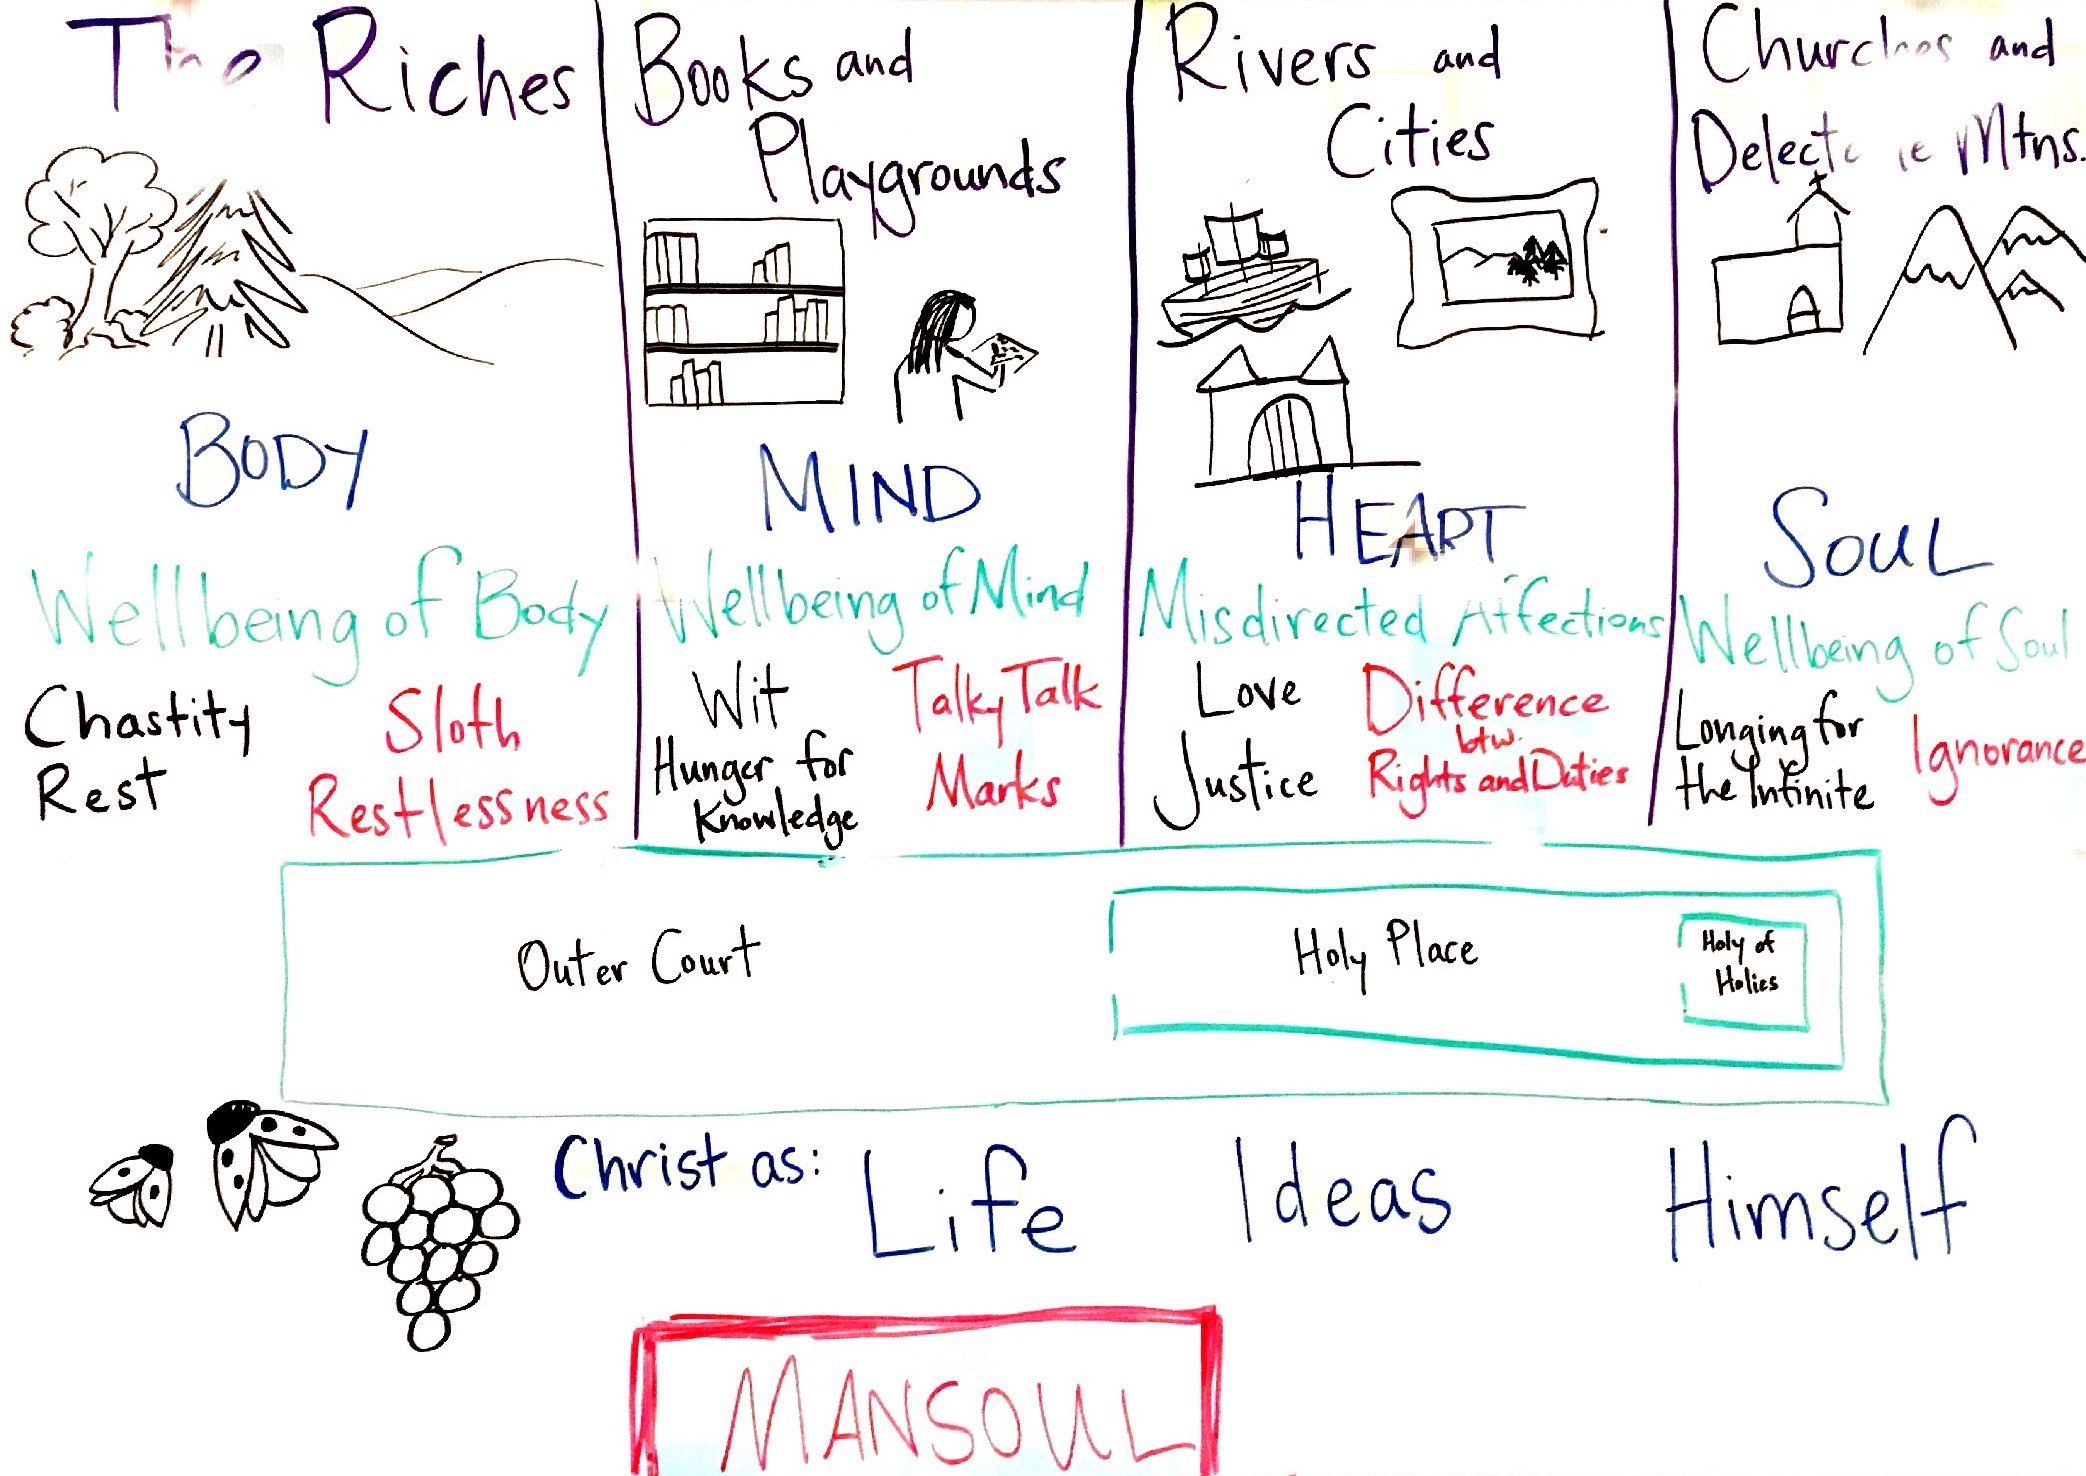 The Riches
Books and
Playgrounds
Rivers and
Cities
Churches and
Delectable Mtns.
BODY
MIND
HEART
SOUL
Wellbeing of Body
Wellbeing of Mind
Misdirected Affections
Wellbeing of Soul
Chastity
Rest
Sloth
Restlessness
Wit
Hunger for
Knowledge
Talky Talk
Marks
Love
Justice
Difference
btw.
Rights and Duties
Longing for
the Infinite
Ignorance
Outer Court
Holy Place
Holy of
Holies
Christ as: Life Ideas Himself
MANSOUL